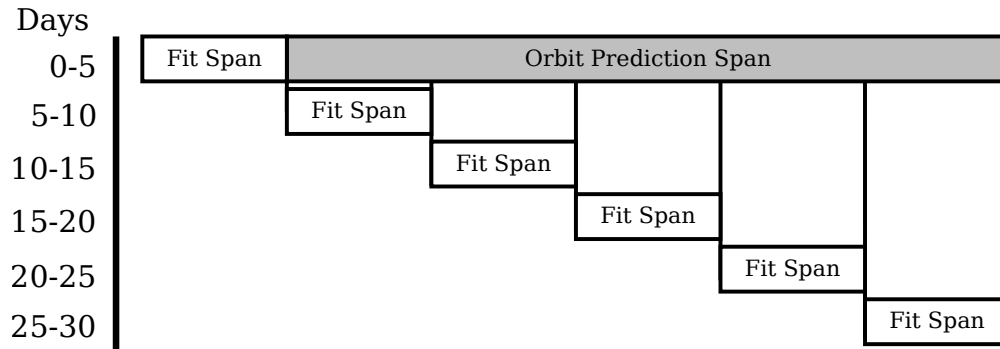 Days
0-5 Fit Span Orbit Prediction Span
5-10 Fit Span
10-15 Fit Span
15-20 Fit Span
20-25 Fit Span
25-30 Fit Span